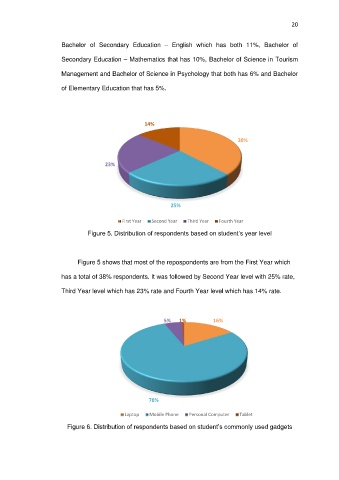 20
Bachelor of Secondary Education – English which has both 11%, Bachelor of
Secondary Education – Mathematics that has 10%, Bachelor of Science in Tourism
Management and Bachelor of Science in Psychology that both has 6% and Bachelor
of Elementary Education that has 5%.
14%
38%
23%
25%
First Year Second Year Third Year Fourth Year
Figure 5. Distribution of respondents based on student's year level
Figure 5 shows that most of the repospondents are from the First Year which
has a total of 38% respondents. It was followed by Second Year level with 25% rate,
Third Year level which has 23% rate and Fourth Year level which has 14% rate.
5% 1% 16%
78%
Laptop Mobile Phone Personal Computer Tablet
Figure 6. Distribution of respondents based on student's commonly used gadgets